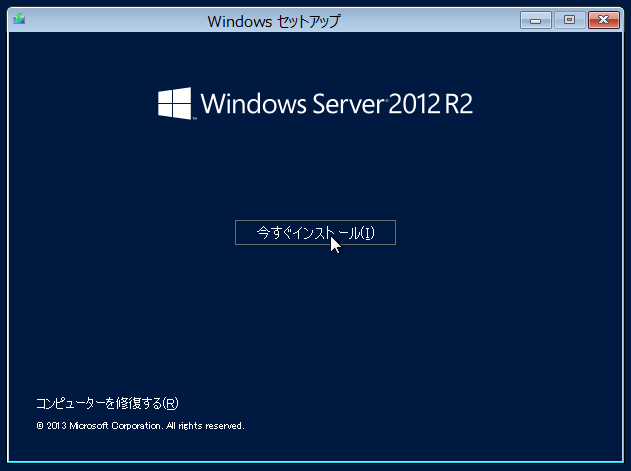 Windows セットアップ
Windows Server 2012 R2
今すぐインストール(I)
コンピューターを修復する(R)
© 2013 Microsoft Corporation. All rights reserved.